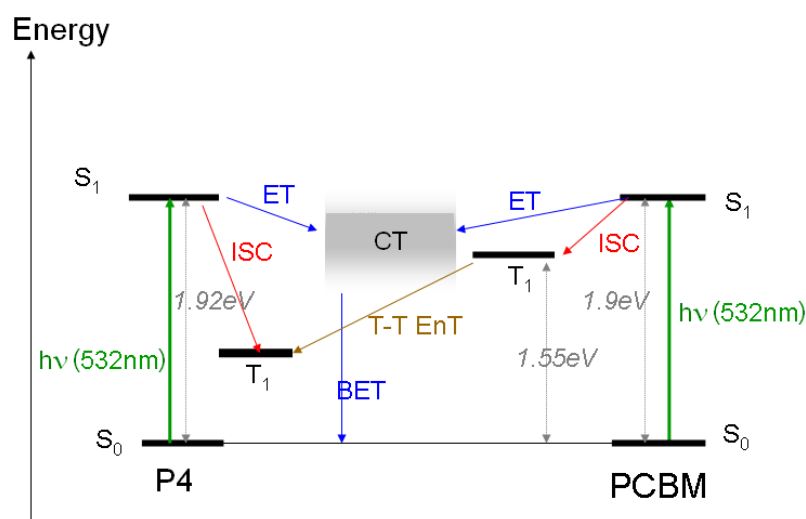 Energy
S1
ET
ET
S1
ISC
CT
ISC
T1
1.92eV
1.9eV
hν (532nm)
T-T EnT
1.55eV
hν (532nm)
T1
BET
S0
S0
P4
PCBM